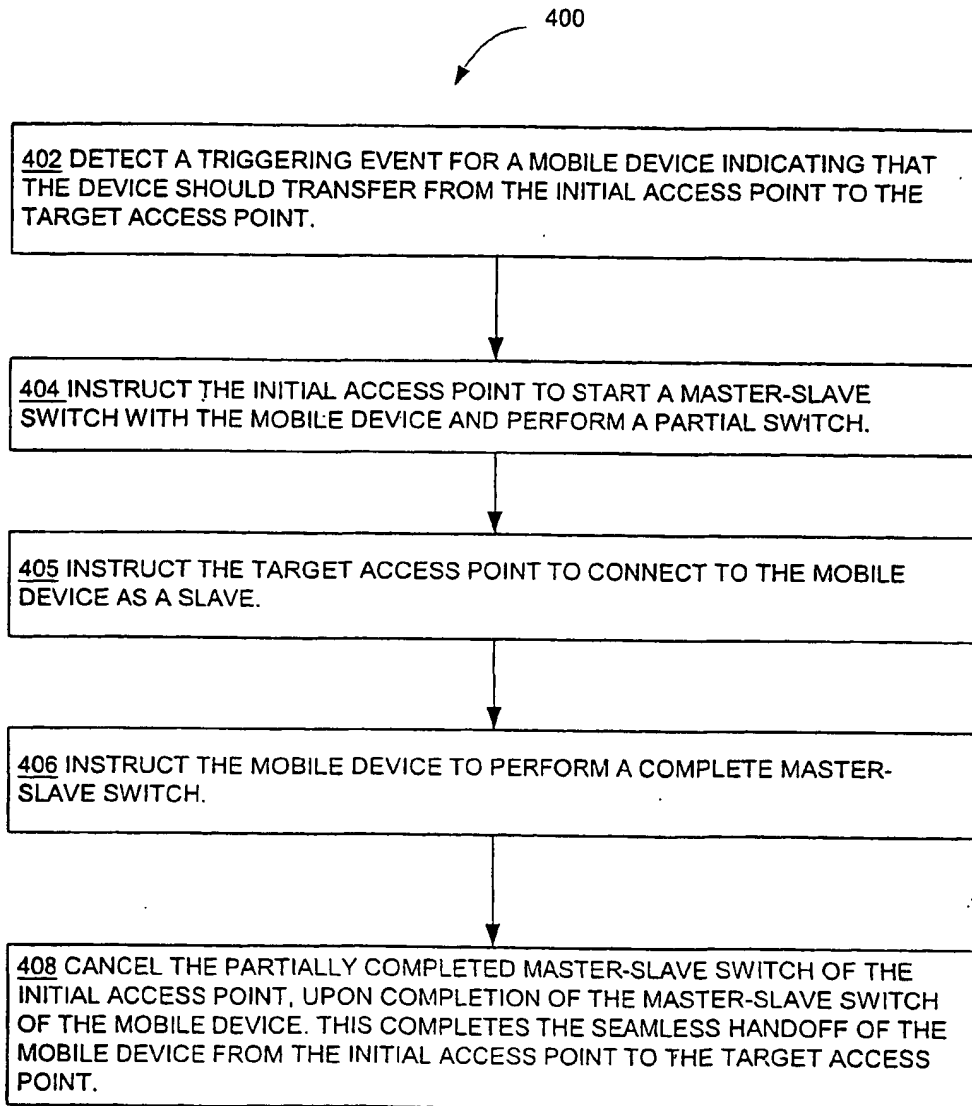 400
402 DETECT A TRIGGERING EVENT FOR A MOBILE DEVICE INDICATING THAT
THE DEVICE SHOULD TRANSFER FROM THE INITIAL ACCESS POINT TO THE
TARGET ACCESS POINT.
404 INSTRUCT THE INITIAL ACCESS POINT TO START A MASTER-SLAVE
SWITCH WITH THE MOBILE DEVICE AND PERFORM A PARTIAL SWITCH.
405 INSTRUCT THE TARGET ACCESS POINT TO CONNECT TO THE MOBILE
DEVICE AS A SLAVE.
406 INSTRUCT THE MOBILE DEVICE TO PERFORM A COMPLETE MASTER-
SLAVE SWITCH.
408 CANCEL THE PARTIALLY COMPLETED MASTER-SLAVE SWITCH OF THE
INITIAL ACCESS POINT, UPON COMPLETION OF THE MASTER-SLAVE SWITCH
OF THE MOBILE DEVICE. THIS COMPLETES THE SEAMLESS HANDOFF OF THE
MOBILE DEVICE FROM THE INITIAL ACCESS POINT TO THE TARGET ACCESS
POINT.